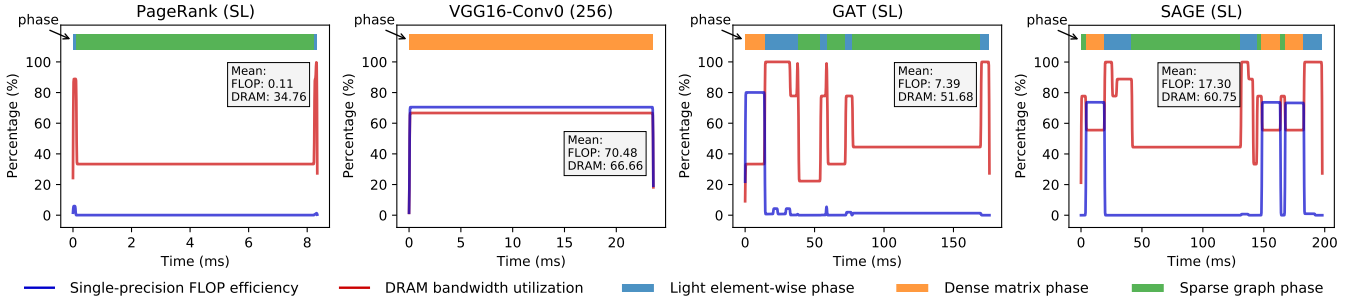 PageRank (SL)
phase
Mean:
FLOP: 0.11
DRAM: 34.76
Percentage (%)
100
80
60
40
20
0
0 2 4 6 8
Time (ms)
VGG16-Conv0 (256)
phase
Mean:
FLOP: 70.48
DRAM: 66.66
Percentage (%)
100
80
60
40
20
0
0 5 10 15 20
Time (ms)
GAT (SL)
phase
Mean:
FLOP: 7.39
DRAM: 51.68
Percentage (%)
100
80
60
40
20
0
0 50 100 150
Time (ms)
SAGE (SL)
phase
Mean:
FLOP: 17.30
DRAM: 60.75
Percentage (%)
100
80
60
40
20
0
0 50 100 150 200
Time (ms)
Single-precision FLOP efficiency DRAM bandwidth utilization Light element-wise phase Dense matrix phase Sparse graph phase